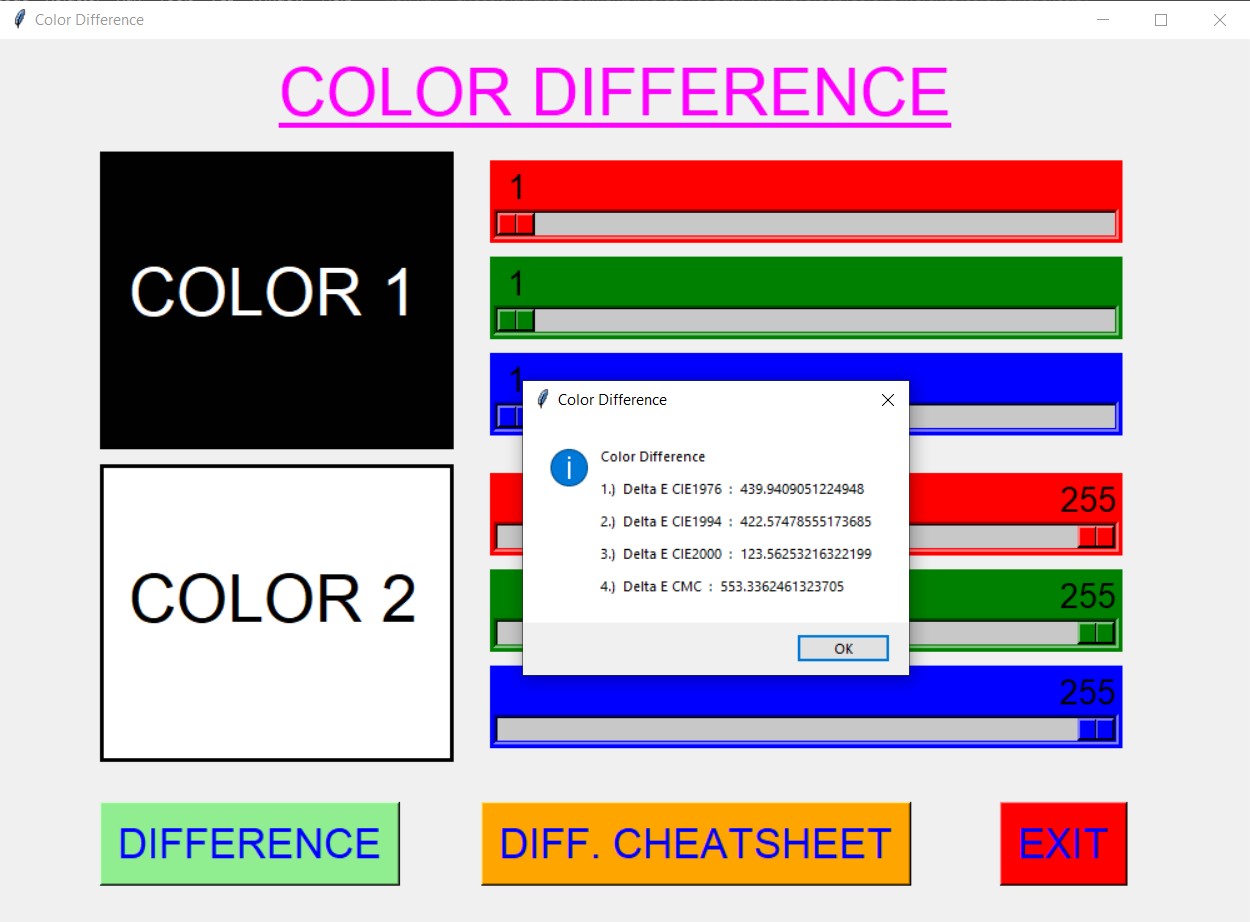 Color Difference
COLOR DIFFERENCE
COLOR 1
1
1
1
Color Difference
Color Difference
1.) Delta E CIE1976 : 439.9409051224948
2.) Delta E CIE1994 : 422.57478555173685
3.) Delta E CIE2000 : 123.56253216322199
4.) Delta E CMC : 553.3362461323705
OK
COLOR 2
255
255
255
DIFFERENCE
DIFF. CHEATSHEET
EXIT